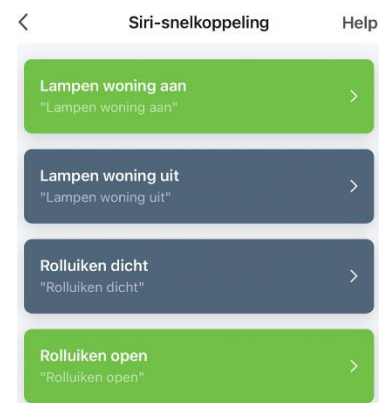 Siri-snelkoppeling Help
Lampen woning aan
"Lampen woning aan"
Lampen woning uit
"Lampen woning uit"
Rolluiken dicht
"Rolluiken dicht"
Rolluiken open
"Rolluiken open"